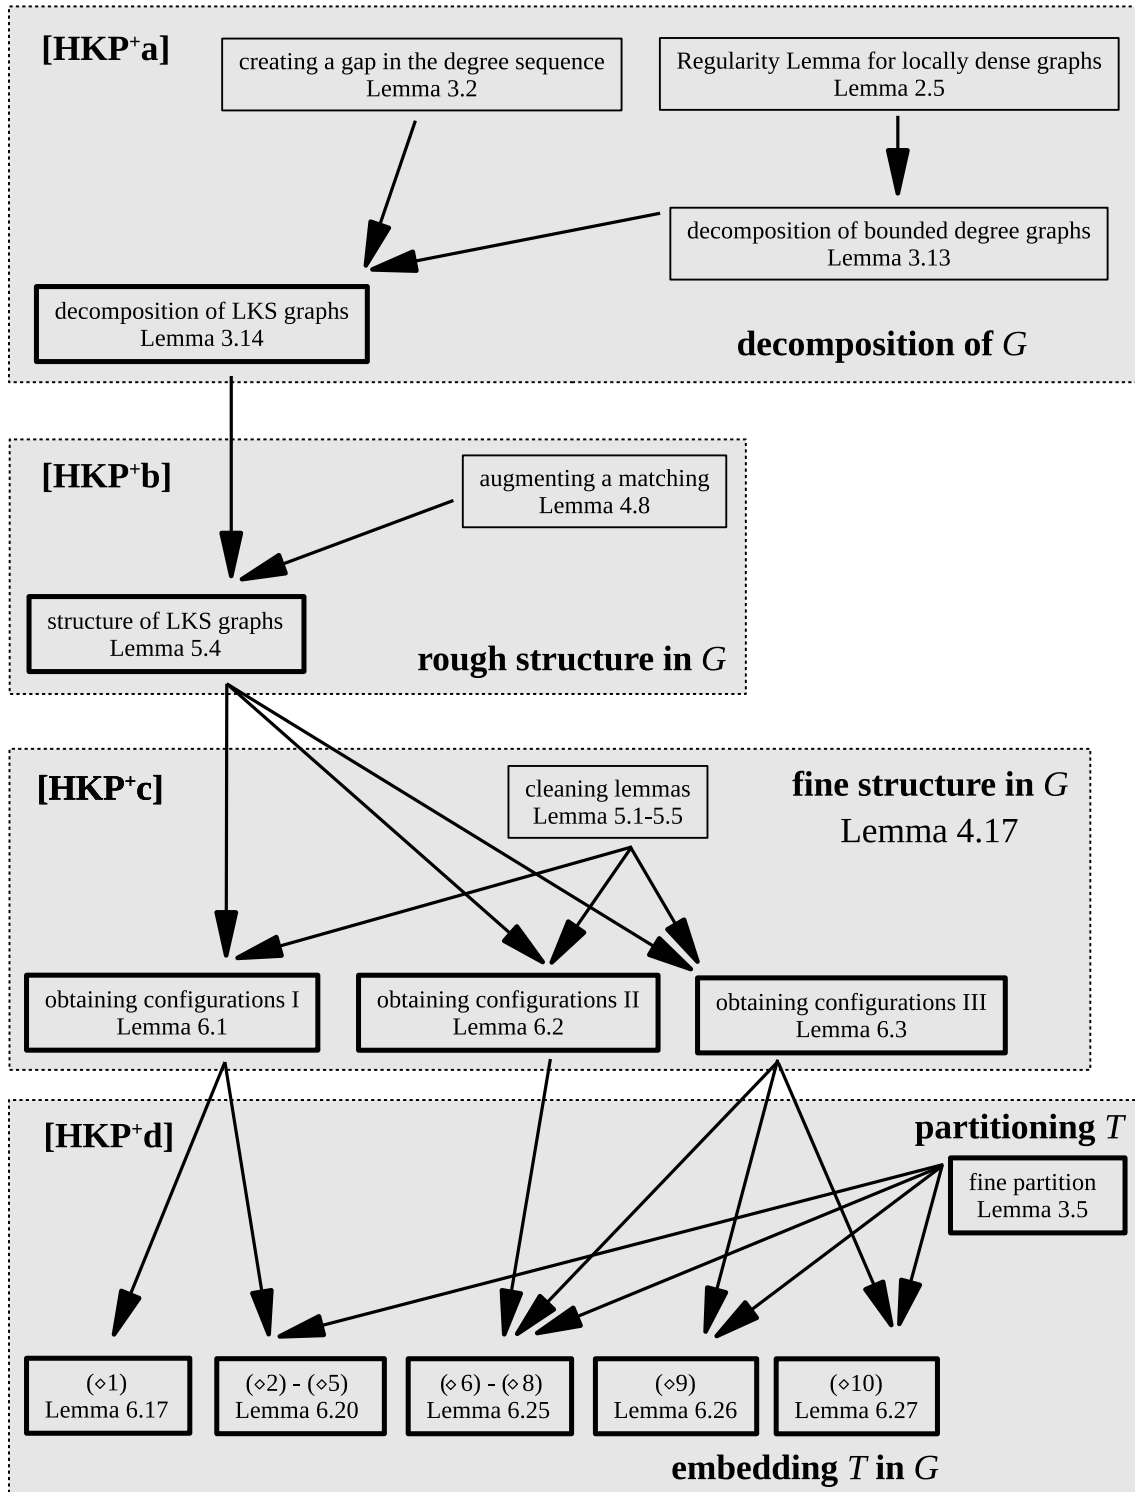 [HKP⁺a]
creating a gap in the degree sequence
Lemma 3.2
Regularity Lemma for locally dense graphs
Lemma 2.5
decomposition of bounded degree graphs
Lemma 3.13
decomposition of LKS graphs
Lemma 3.14
decomposition of G
[HKP⁺b]
augmenting a matching
Lemma 4.8
structure of LKS graphs
Lemma 5.4
rough structure in G
[HKP⁺c]
cleaning lemmas
Lemma 5.1-5.5
fine structure in G
Lemma 4.17
obtaining configurations I
Lemma 6.1
obtaining configurations II
Lemma 6.2
obtaining configurations III
Lemma 6.3
[HKP⁺d]
partitioning T
fine partition
Lemma 3.5
(⋄1)
Lemma 6.17
(⋄2) - (⋄5)
Lemma 6.20
(⋄6) - (⋄8)
Lemma 6.25
(⋄9)
Lemma 6.26
(⋄10)
Lemma 6.27
embedding T in G